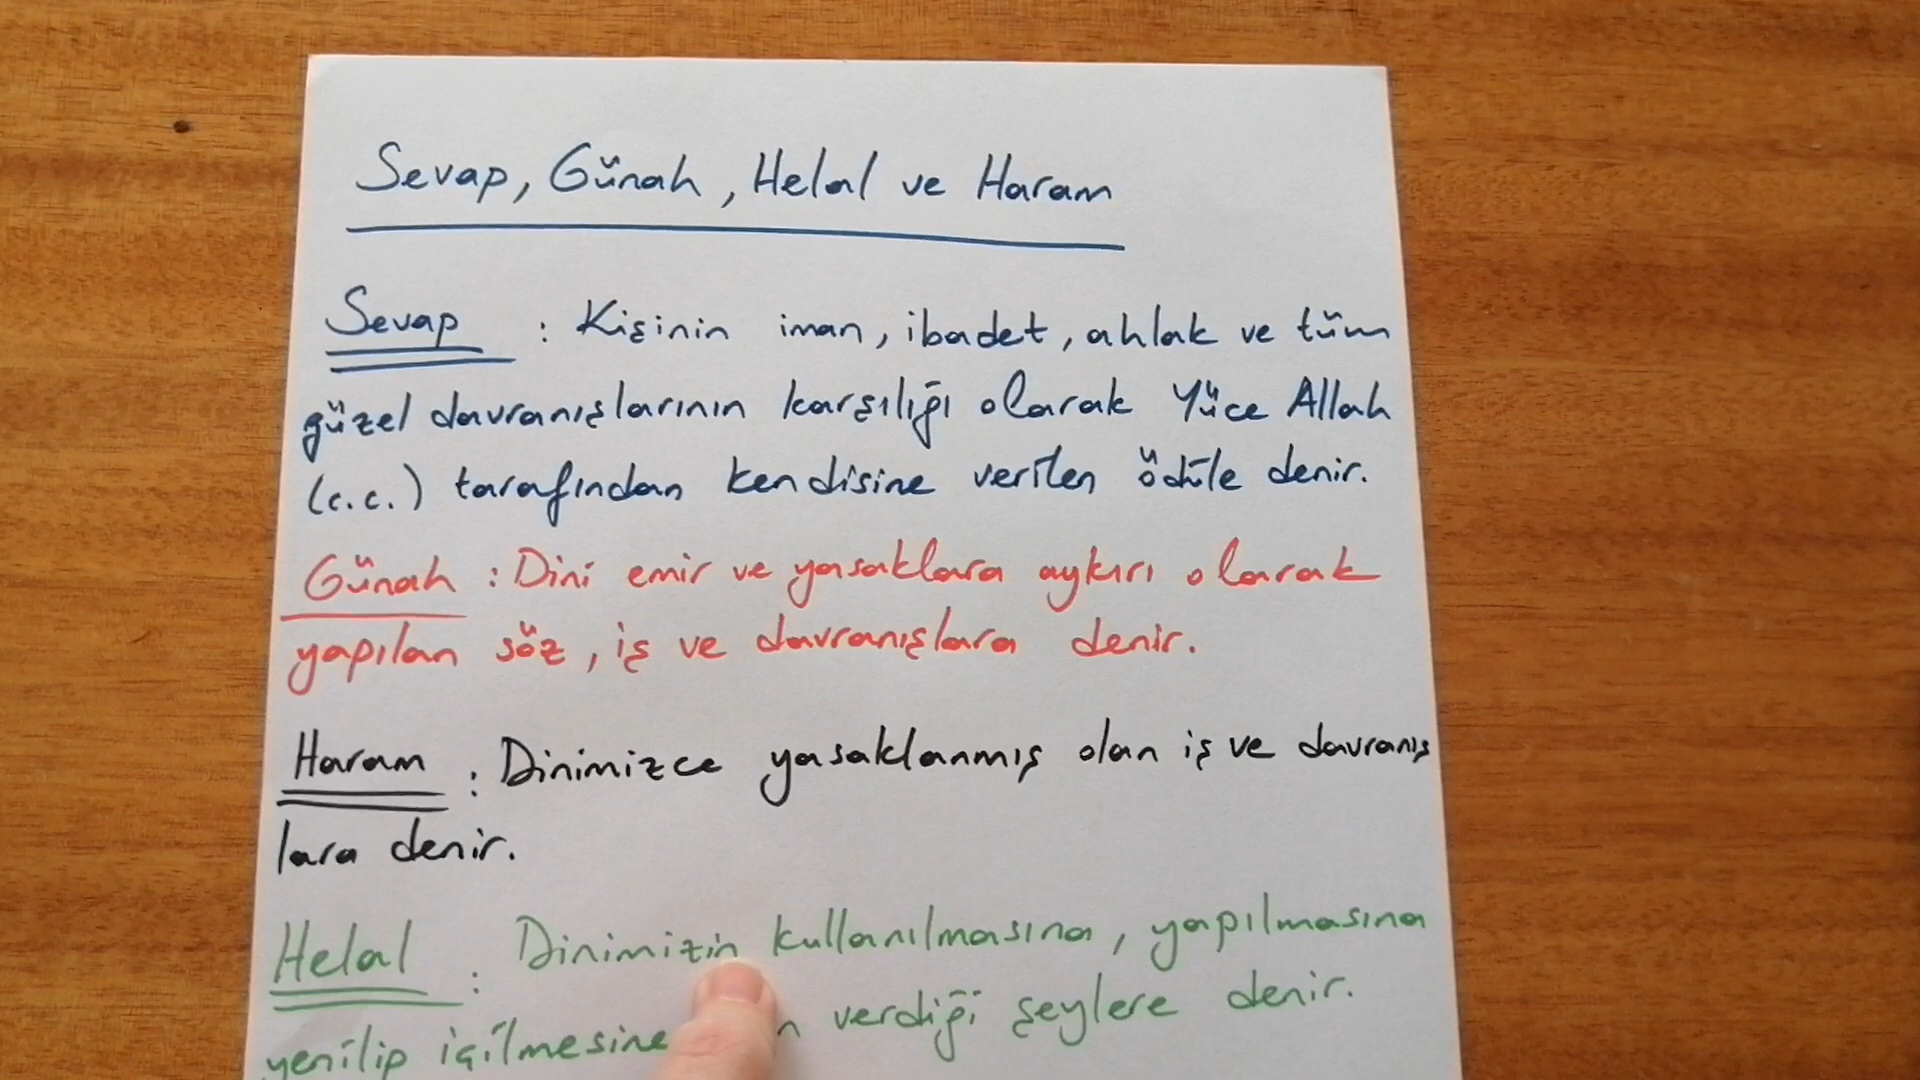 Sevap, Günah, Helal ve Haram
Sevap : Kişinin iman, ibadet, ahlak ve tüm
güzel davranışlarının karşılığı olarak Yüce Allah
(c.c.) tarafından kendisine verilen ödüle denir.
Günah : Dini emir ve yasaklara aykırı olarak
yapılan söz, iş ve davranışlara denir.
Haram : Dinimizce yasaklanmış olan iş ve davranış
lara denir.
Helal : Dinimizin kullanılmasına, yapılmasına
yenilip içilmesine verdiği şeylere denir.